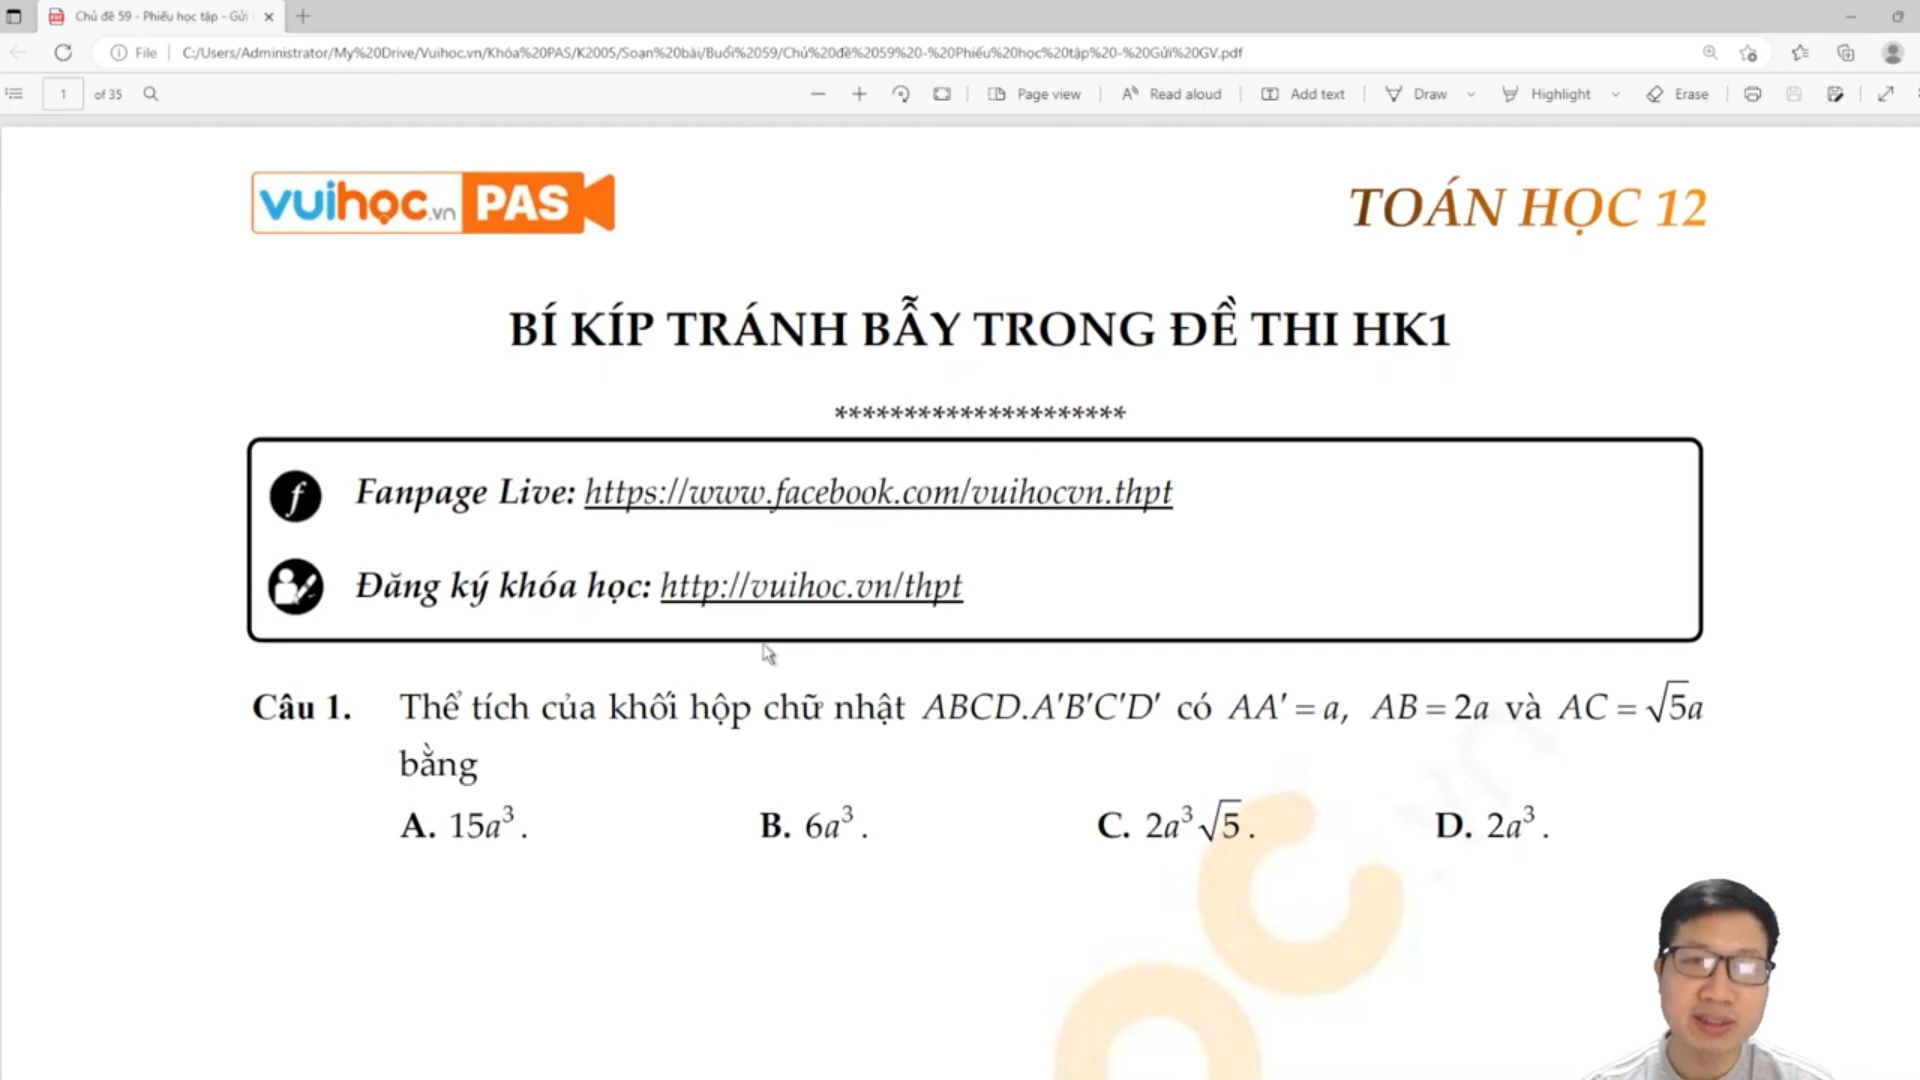 Chủ đề 59 - Phiếu học tập - Gửi
File C:/Users/Administrator/My%20Drive/Vuihoc.vn/Khóa%20PAS/K2005/Soạn%20bài/Buổi%2059/Chủ%20đề%2059%20-%20Phiếu%20học%20tập%20-%20Gửi%20GV.pdf
1 of 35 Page view Read aloud Add text Draw Highlight Erase
vuihọc.vn PAS TOÁN HỌC 12
BÍ KÍP TRÁNH BẪY TRONG ĐỀ THI HK1
*********************
Fanpage Live: https://www.facebook.com/vuihocvn.thpt
Đăng ký khóa học: http://vuihoc.vn/thpt
Câu 1. Thể tích của khối hộp chữ nhật ABCD.A'B'C'D' có AA' = a, AB = 2a và AC = √5a
bằng
A. 15a³. B. 6a³. C. 2a³√5. D. 2a³.